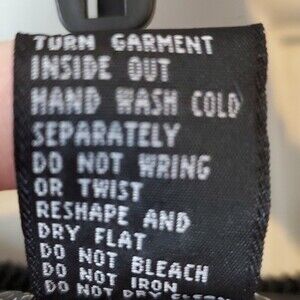 TURN GARMENT
INSIDE OUT
HAND WASH COLD
SEPARATELY
DO NOT WRING
OR TWIST
RESHAPE AND
DRY FLAT
DO NOT BLEACH
DO NOT IRON
DO NOT DRY CLEAN